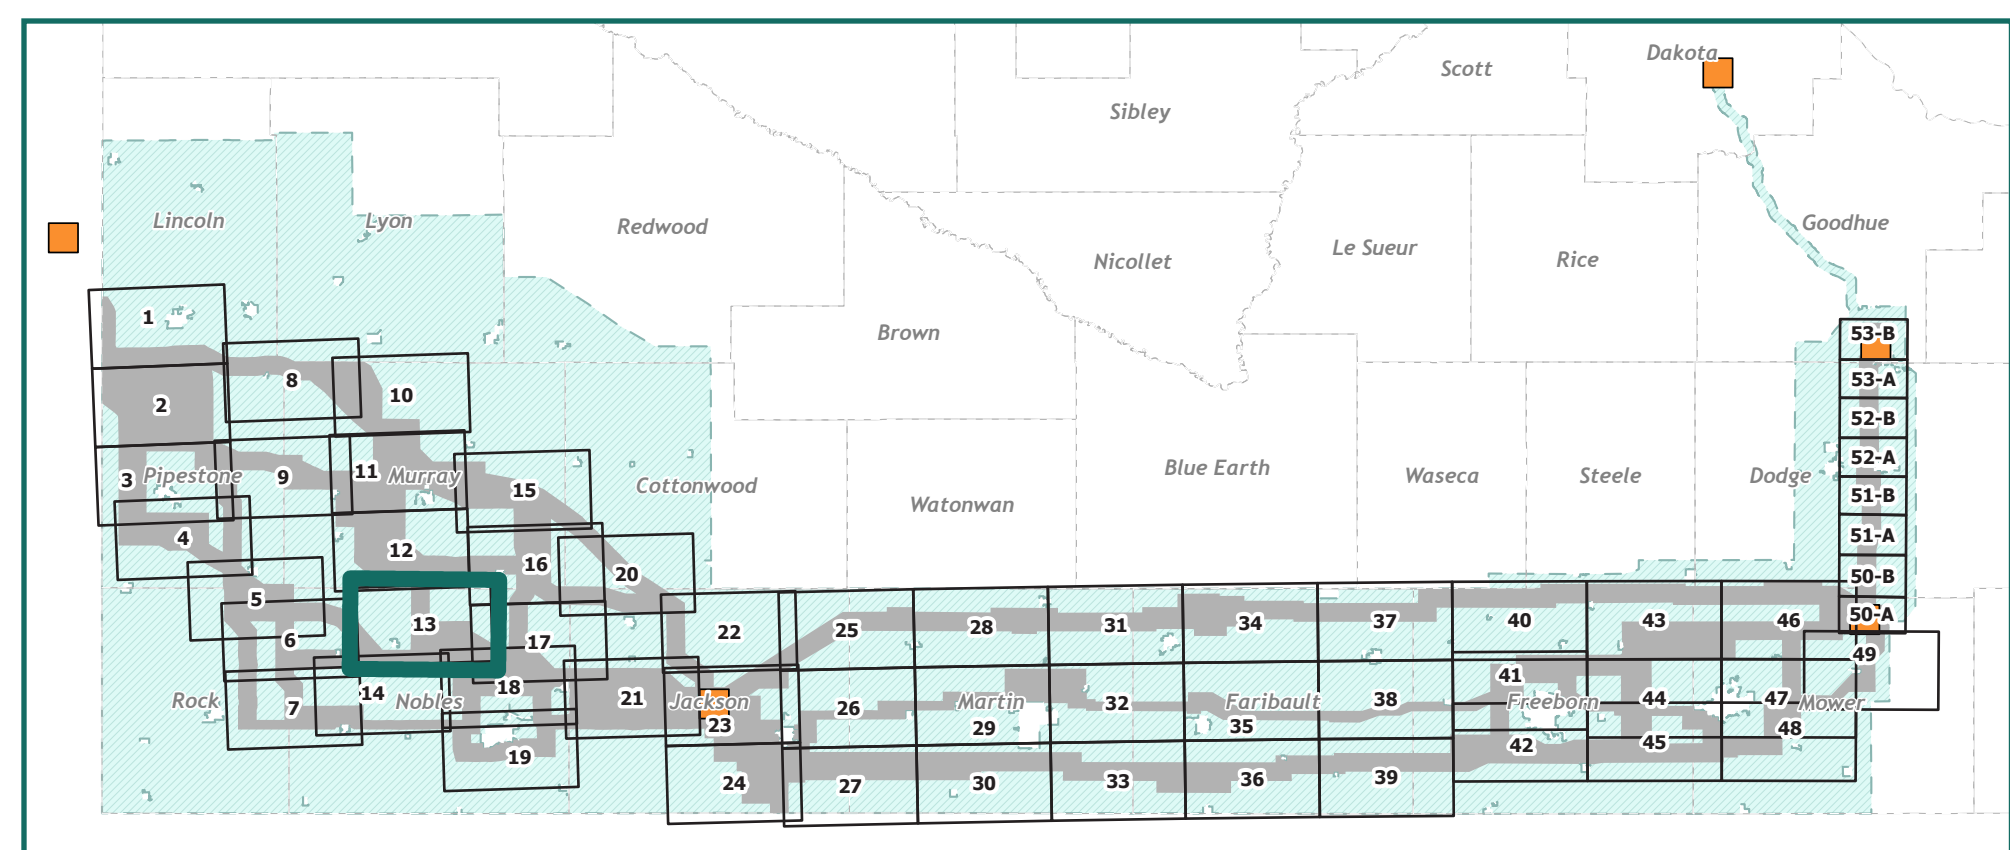 Dakota
Scott
Sibley
Lincoln
Lyon
Redwood
Goodhue
Le Sueur
Nicollet
Rice
1
Brown
53-B
8
53-A
10
2
52-B
52-A
Blue Earth
11
Pipestone
Murray
9
3
Waseca
Steele
Dodge
Cottonwood
15
51-B
Watonwan
4
51-A
12
16
20
50-B
5
50-A
13
6
17
22
25
28
31
34
37
40
43
46
49
41
14
18
Rock
7
Nobles
21
Jackson
23
26
Martin
29
32
Faribault
35
38
Freeborn
44
47
Mower
48
19
42
45
24
27
30
33
36
39